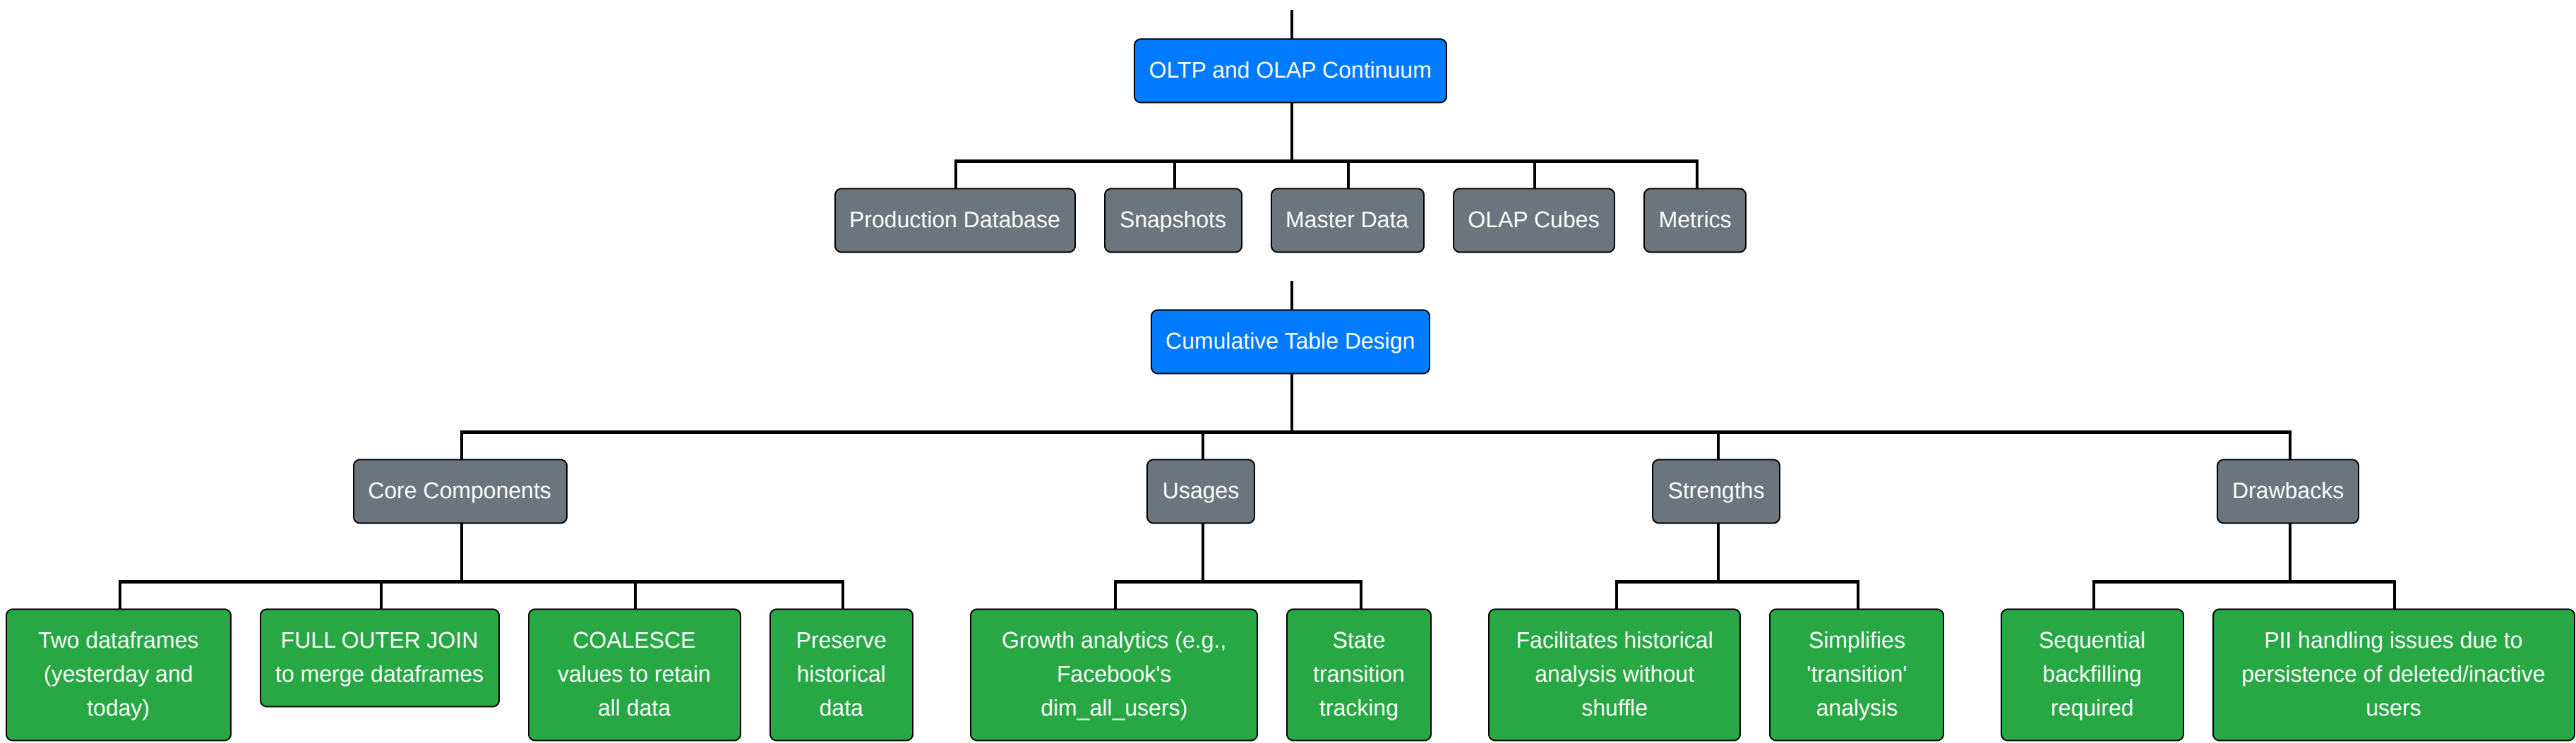 OLTP and OLAP Continuum
Production Database
Snapshots
Master Data
OLAP Cubes
Metrics
Cumulative Table Design
Core Components
Usages
Strengths
Drawbacks
Two dataframes
(yesterday and
today)
FULL OUTER JOIN
to merge dataframes
COALESCE
values to retain
all data
Preserve
historical
data
Growth analytics (e.g.,
Facebook's
dim_all_users)
State
transition
tracking
Facilitates historical
analysis without
shuffle
Simplifies
'transition'
analysis
Sequential
backfilling
required
PII handling issues due to
persistence of deleted/inactive
users